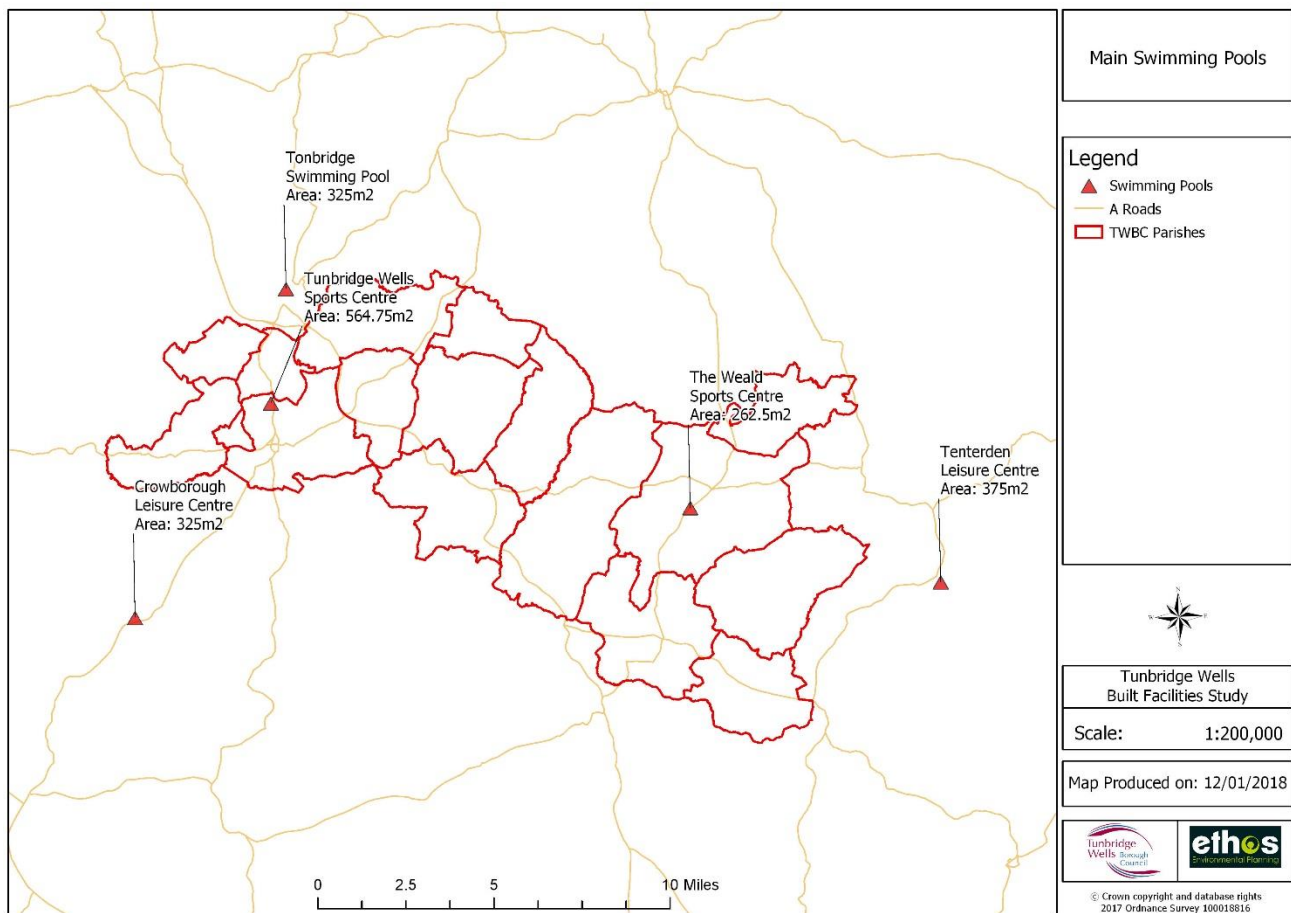 Main Swimming Pools
Legend
Swimming Pools
A Roads
TWBC Parishes
Tonbridge
Swimming Pool
Area: 325m2
Tunbridge Wells
Sports Centre
Area: 564.75m2
The Weald
Sports Centre
Area: 262.5m2
Tenterden
Leisure Centre
Area: 375m2
Crowborough
Leisure Centre
Area: 325m2
0 2.5 5 10 Miles
N
Tunbridge Wells
Built Facilities Study
Scale: 1:200,000
Map Produced on: 12/01/2018
Tunbridge
Wells Borough
Council
ethos
Environmental Planning
© Crown copyright and database rights
2017 Ordnance Survey 100018816